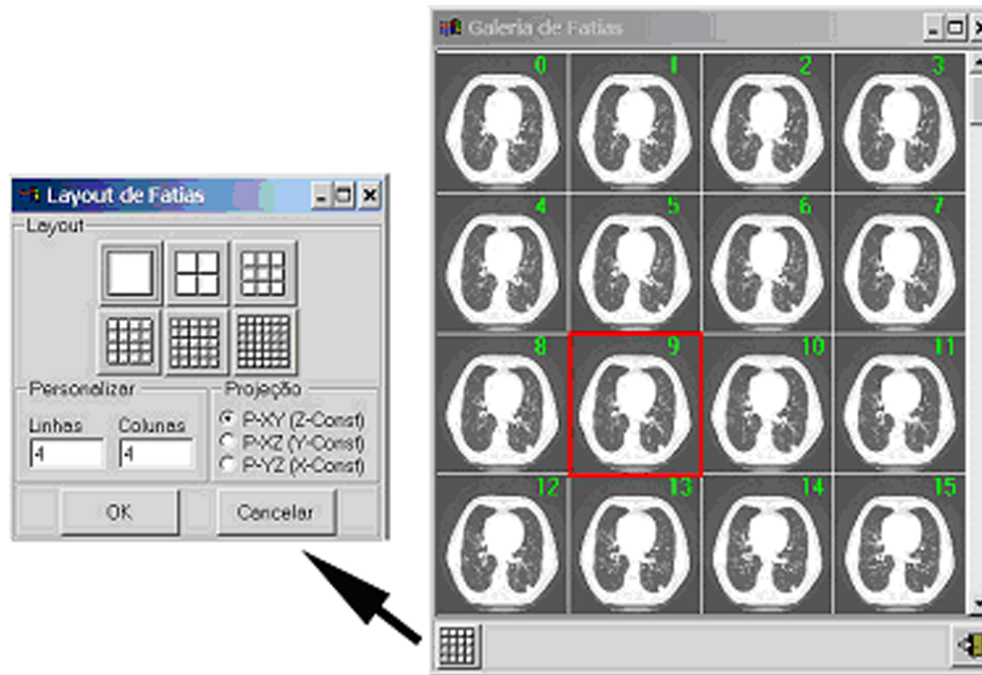 Layout de Fatias
Layout
Personalizar
Linhas Colunas
4 4
Projeção
P-XY (Z-Const)
P-XZ (Y-Const)
P-YZ (X-Const)
OK Cancelar
Galeria de Fatias
0 1 2 3
4 5 6 7
8 9 10 11
12 13 14 15